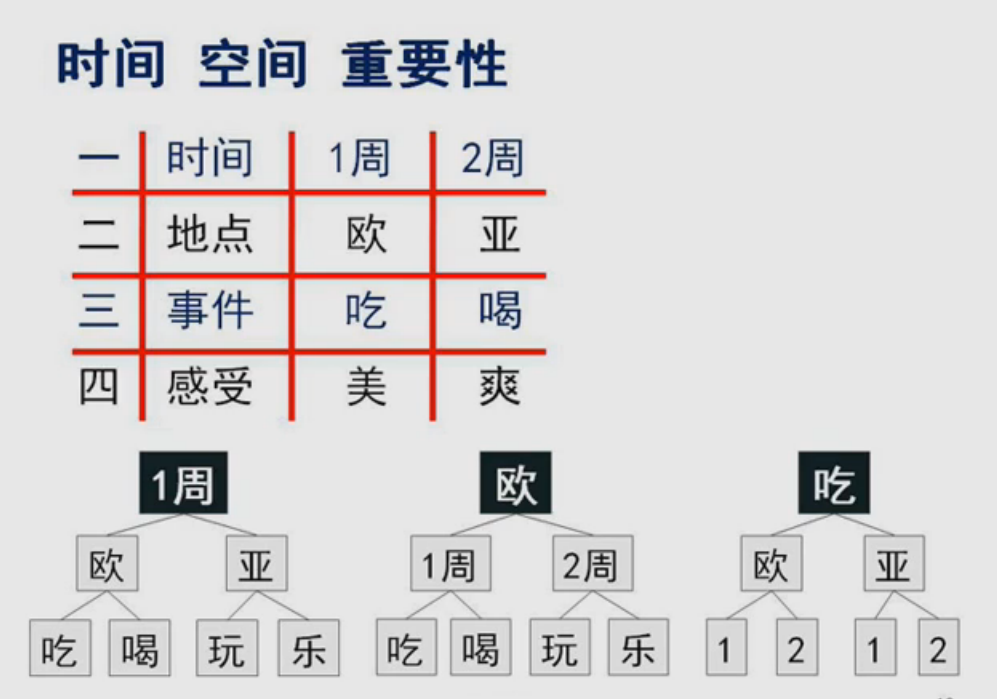 时间 空间 重要性
一 时间 1周 2周
二 地点 欧 亚
三 事件 吃 喝
四 感受 美 爽
1周 欧 吃
欧 亚 1周 2周 欧 亚
吃 喝 玩 乐 吃 喝 玩 乐 1 2 1 2